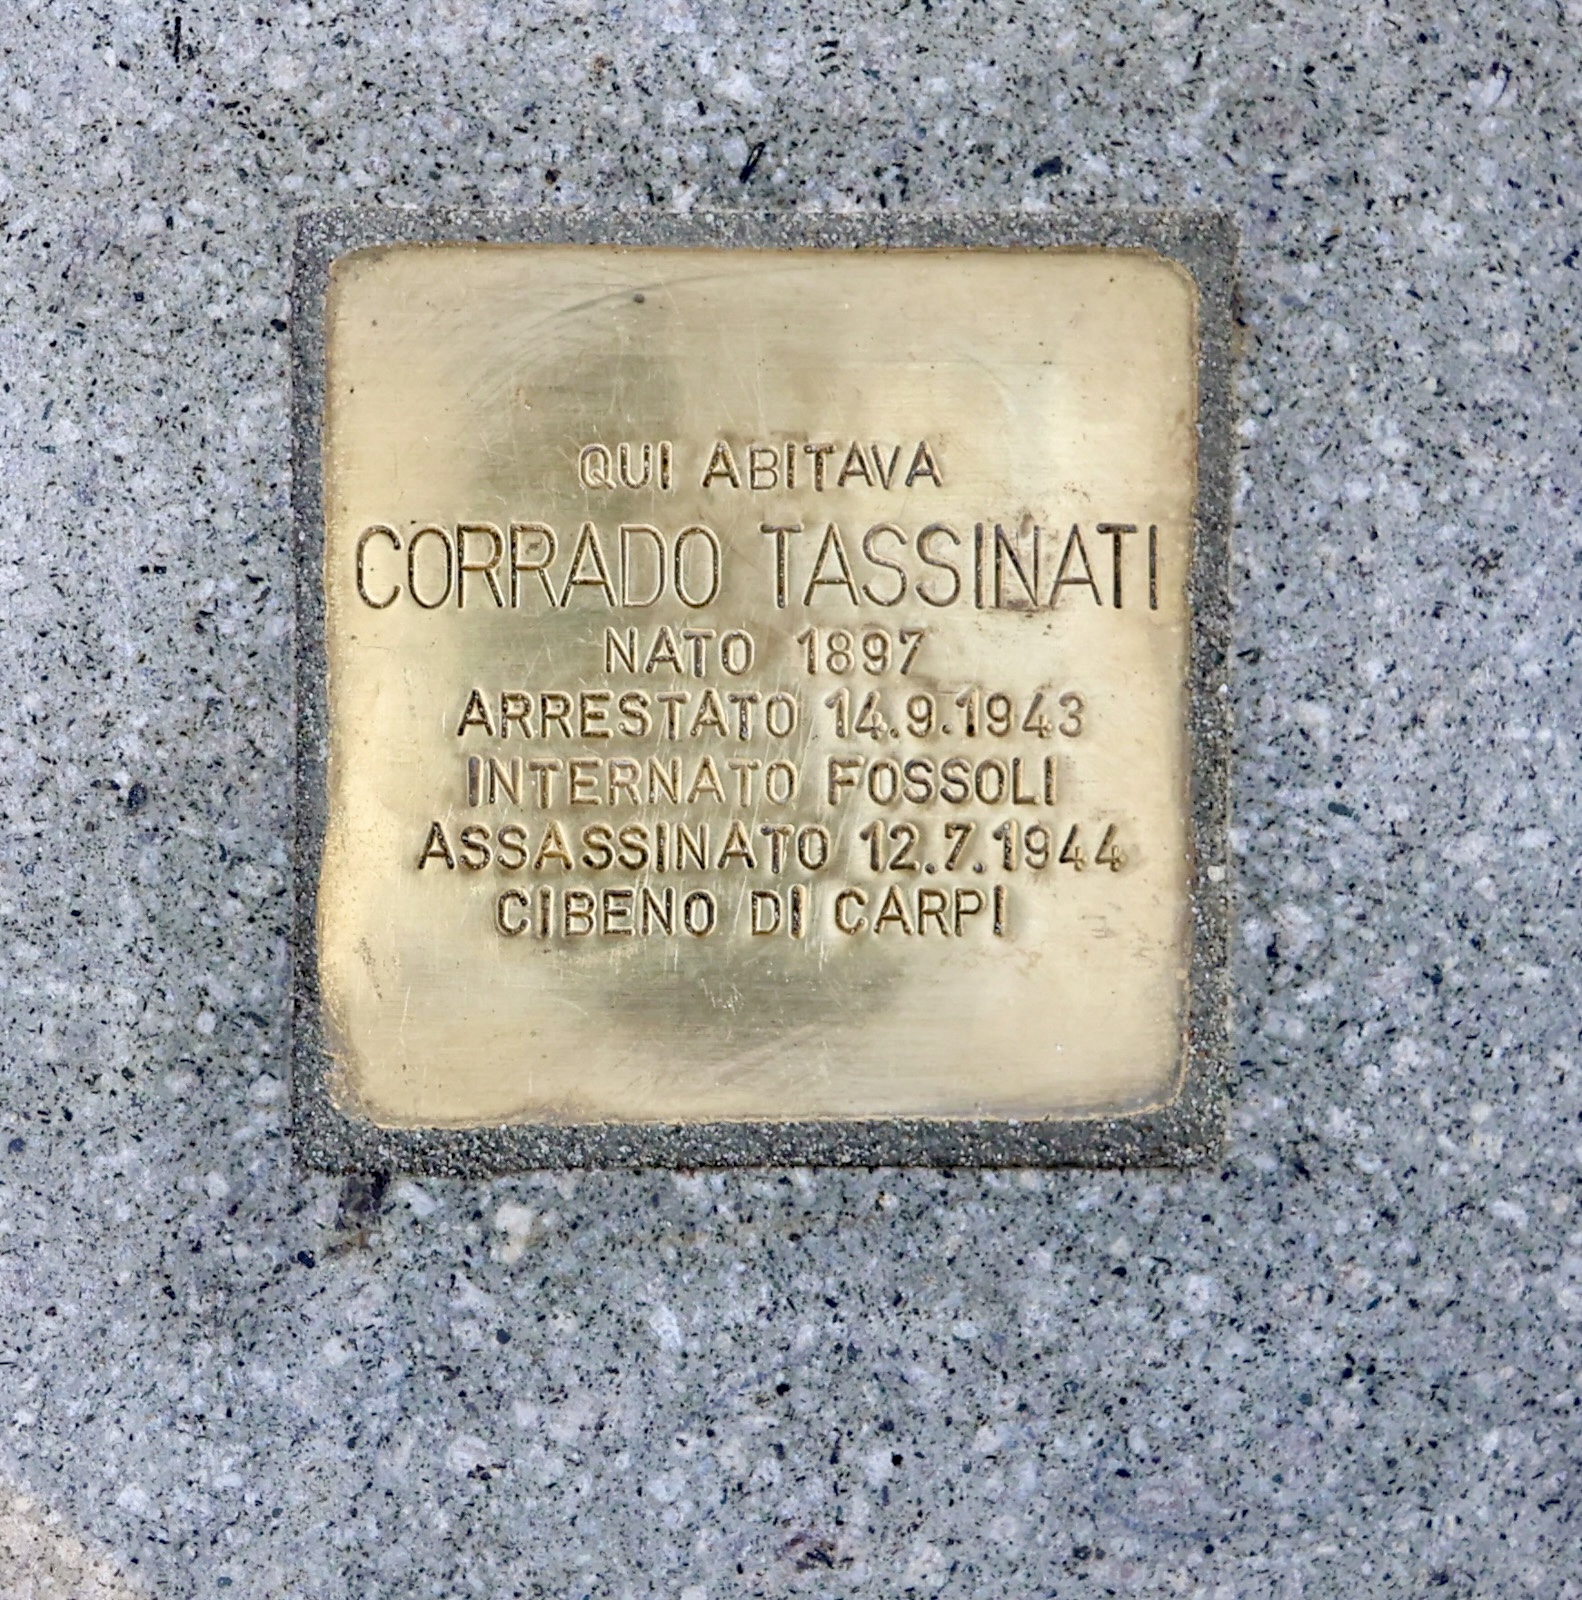 QUI ABITAVA
CORRADO TASSINATI
NATO 1897
ARRESTATO 14.9.1943
INTERNATO FOSSOLI
ASSASSINATO 12.7.1944
CIBENO DI CARPI